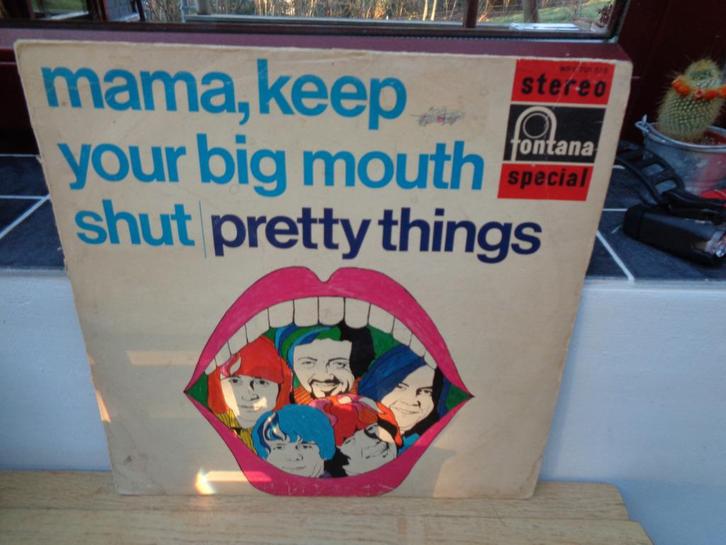 mama, keep
your big mouth
shut | pretty things
stereo
fontana
special